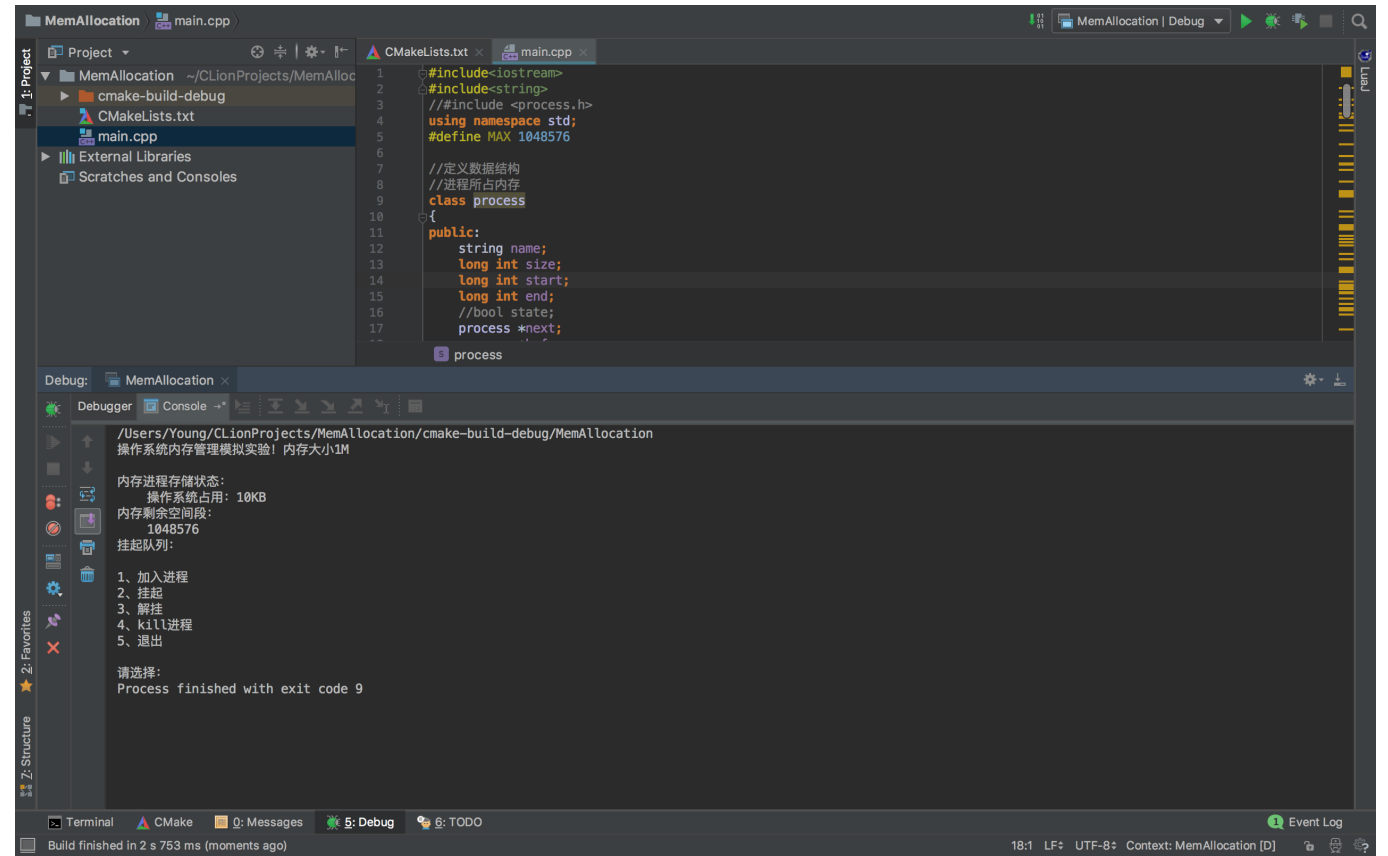 MemAllocation main.cpp MemAllocation | Debug
1: Project
Project
CMakeLists.txt main.cpp
MemAllocation ~/CLionProjects/MemAlloc
cmake-build-debug
CMakeLists.txt
main.cpp
External Libraries
Scratches and Consoles
1 #include<iostream>
2 #include<string>
3 //#include <process.h>
4 using namespace std;
5 #define MAX 1048576
6
7 //定义数据结构
8 //进程所占内存
9 class process
10 {
11 public:
12 string name;
13 long int size;
14 long int start;
15 long int end;
16 //bool state;
17 process *next;
S process
LuaJ
Debug: MemAllocation
Debugger Console
/Users/Young/CLionProjects/MemAllocation/cmake-build-debug/MemAllocation
操作系统内存管理模拟实验! 内存大小1M
内存进程存储状态:
操作系统占用: 10KB
内存剩余空间段:
1048576
挂起队列:
1、加入进程
2、挂起
3、解挂
4、kill进程
5、退出
请选择:
Process finished with exit code 9
2: Favorites
7: Structure
Terminal CMake 0: Messages 5: Debug 6: TODO 1 Event Log
Build finished in 2 s 753 ms (moments ago) 18:1 LF UTF-8 Context: MemAllocation [D]